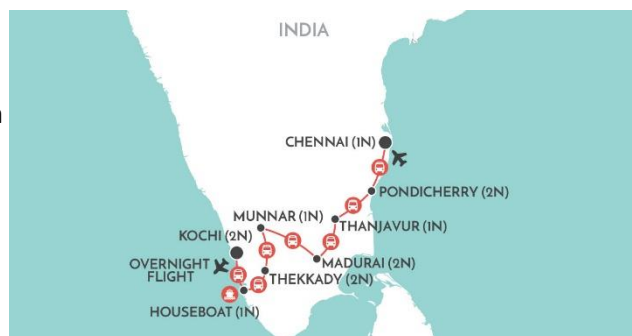 INDIA
CHENNAI (1N)
PONDICHERRY (2N)
MUNNAR (1N)
THANJAVUR (1N)
KOCHI (2N)
MADURAI (2N)
OVERNIGHT
FLIGHT
THEKKADY (2N)
HOUSEBOAT (1N)